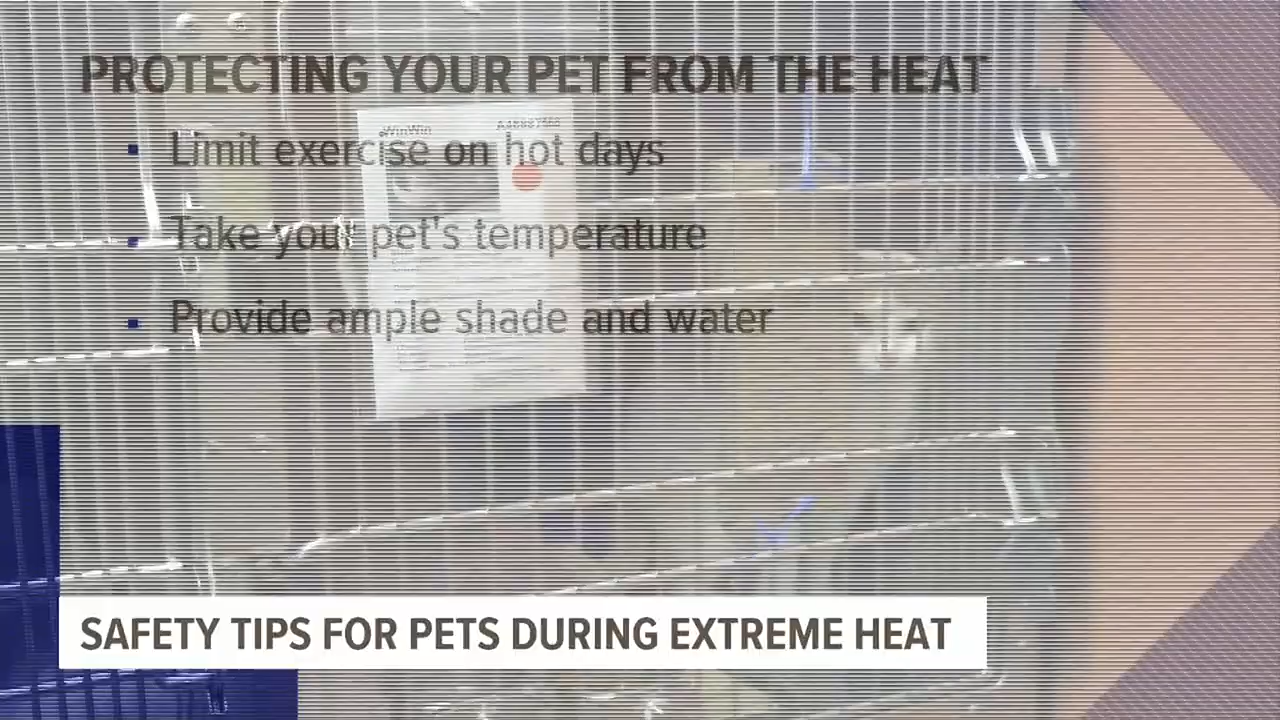 PROTECTING YOUR PET FROM THE HEAT
WinWin
▪ Limit exercise on hot days
▪ Take your pet's temperature
▪ Provide ample shade and water
SAFETY TIPS FOR PETS DURING EXTREME HEAT